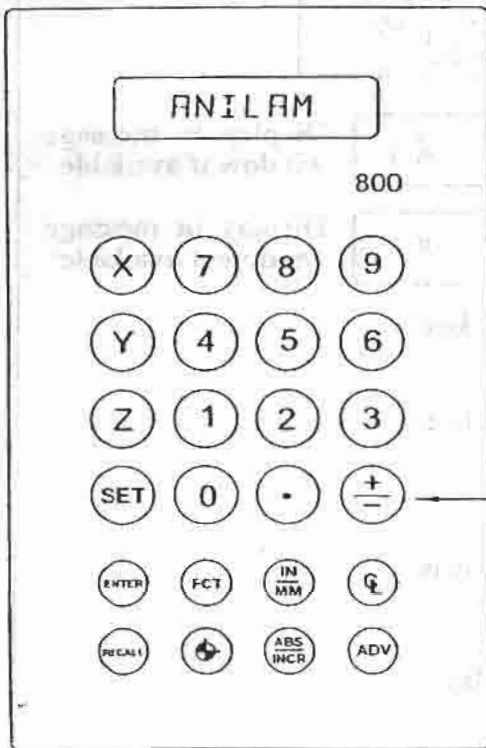 ANILAM
800
X 7 8 9
Y 4 5 6
Z 1 2 3
SET 0 . +/-
ENTER FCT IN/MM ℄
RECALL ABS/INCR ADV